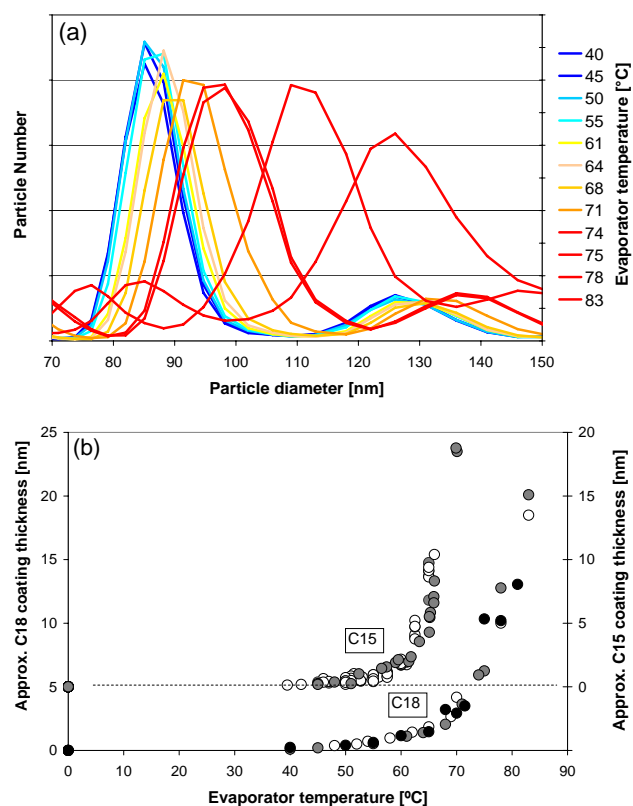 (a)
Particle Number
70 80 90 100 110 120 130 140 150
Particle diameter [nm]
40
45
50
55
61
64
68
71
74
75
78
83
Evaporator temperature [°C]
(b)
Approx. C18 coating thickness [nm]
25
20
15
10
5
0
C15
C18
20
15
10
5
0
Approx. C15 coating thickness [nm]
0 10 20 30 40 50 60 70 80 90
Evaporator temperature [ºC]